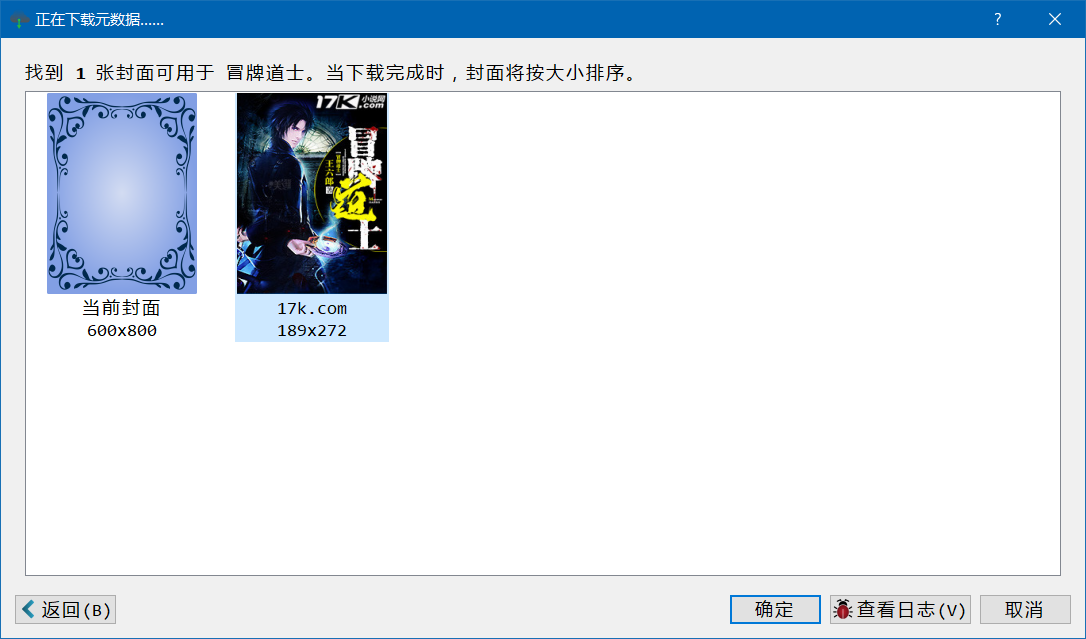 正在下载元数据......
?
找到 1 张封面可用于 冒牌道士。当下载完成时，封面将按大小排序。
17K 小说网
.com
冒牌道士
王六郎
当前封面
600x800
17k.com
189x272
返回(B)
确定
查看日志(V)
取消